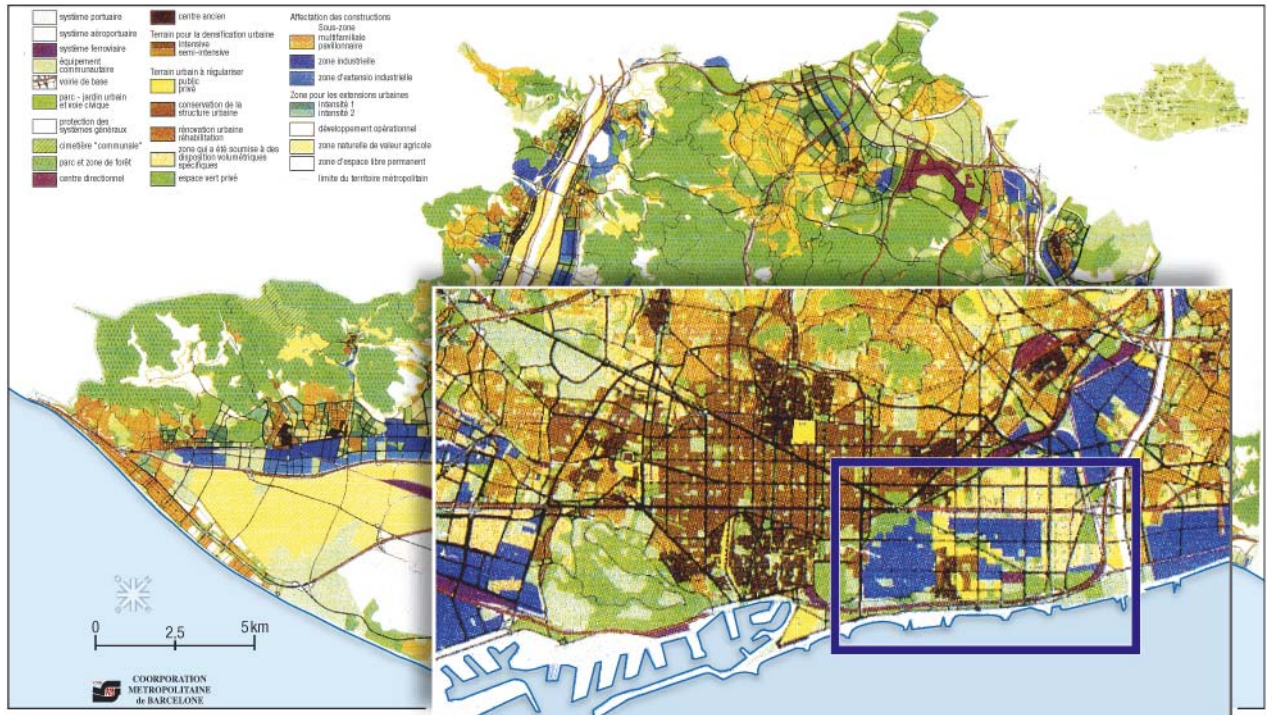 système portuaire
système aéroportuaire
système ferroviaire
équipement
communautaire
voirie de base
parc - jardin urbain
et voie civique
protection des
systèmes généraux
cimetière "communale"
parc et zone de forêt
centre directionnel
centre ancien
Terrain pour la densification urbaine
intensive
semi-intensive
Terrain urbain à régulariser
public
privé
conservation de la
structure urbaine
rénovation urbaine
réhabilitation
zone qui a été soumise à des
disposition volumétriques
spécifiques
espace vert privé
Affectation des constructions
Sous-zone
multifamiliale
pavillonnaire
zone industrielle
zone d'extensio industrielle
Zone pour les extensions urbaines
intensité 1
intensité 2
développement opérationnel
zone naturelle de valeur agricole
zone d'espace libre permanent
limite du territoire métropolitain
0 2,5 5 km
COORPORATION
METROPOLITAINE
de BARCELONE